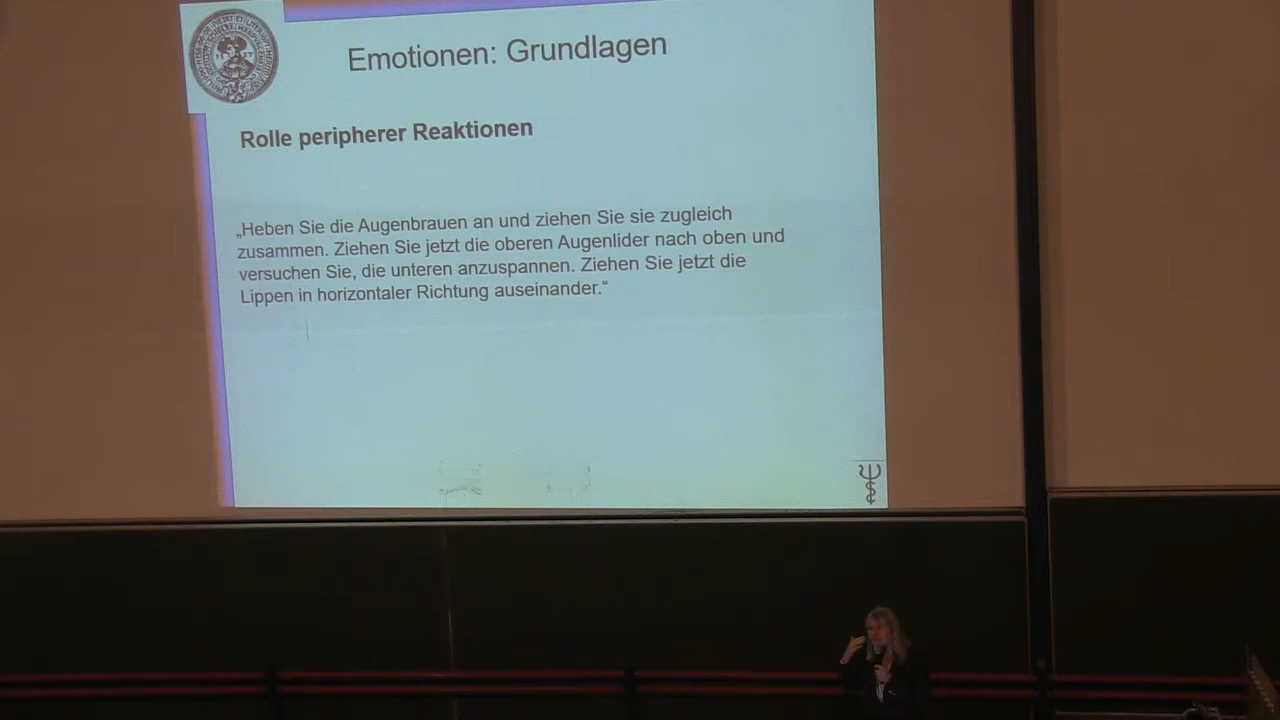 Emotionen: Grundlagen
Rolle peripherer Reaktionen
„Heben Sie die Augenbrauen an und ziehen Sie sie zugleich
zusammen. Ziehen Sie jetzt die oberen Augenlider nach oben und
versuchen Sie, die unteren anzuspannen. Ziehen Sie jetzt die
Lippen in horizontaler Richtung auseinander.“